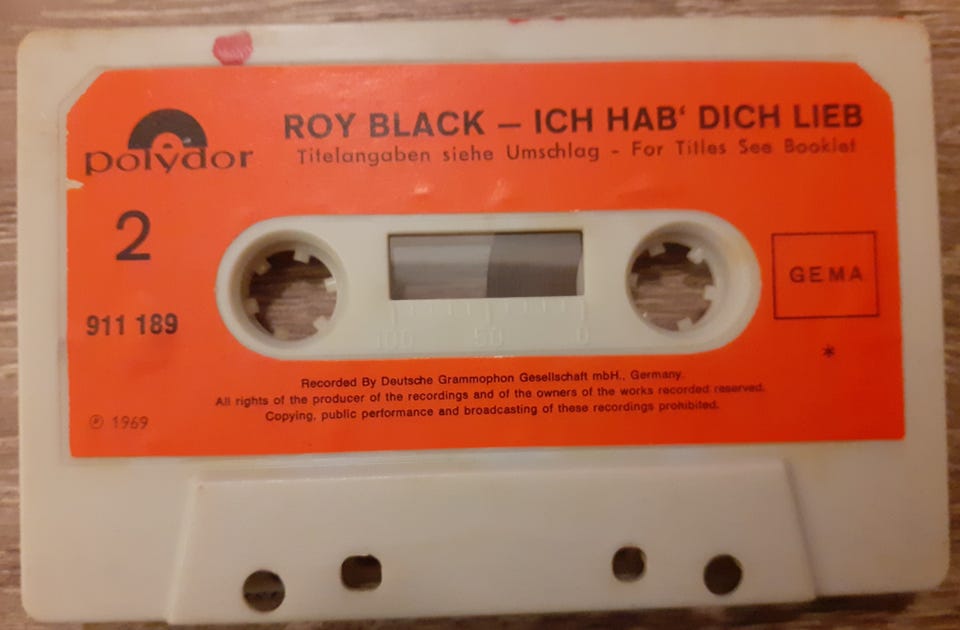 polydor
ROY BLACK – ICH HAB' DICH LIEB
Titelangaben siehe Umschlag - For Titles See Booklet
2
GEMA
911 189
100 50 0
*
Recorded By Deutsche Grammophon Gesellschaft mbH., Germany.
All rights of the producer of the recordings and of the owners of the works recorded reserved.
Copying, public performance and broadcasting of these recordings prohibited.
℗ 1969